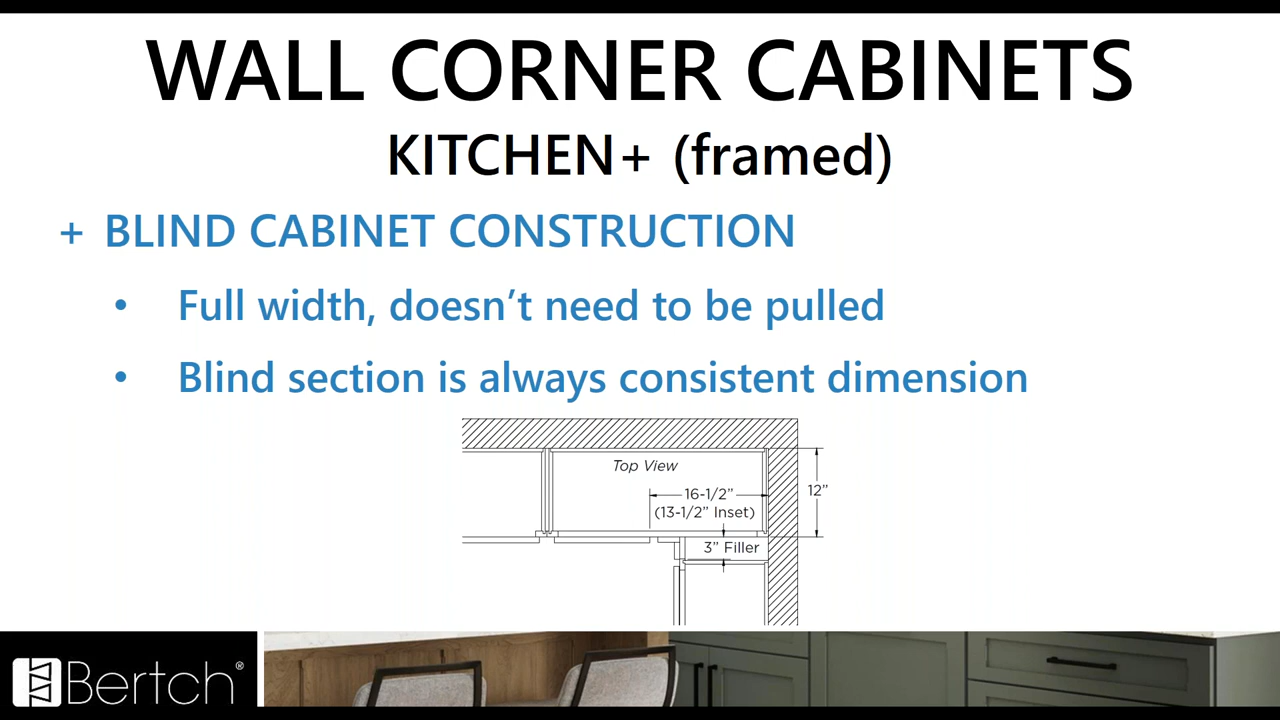 WALL CORNER CABINETS
KITCHEN+ (framed)
+ BLIND CABINET CONSTRUCTION
• Full width, doesn’t need to be pulled
• Blind section is always consistent dimension
Top View
16-1/2”
(13-1/2” Inset)
12”
3” Filler
Bertch®